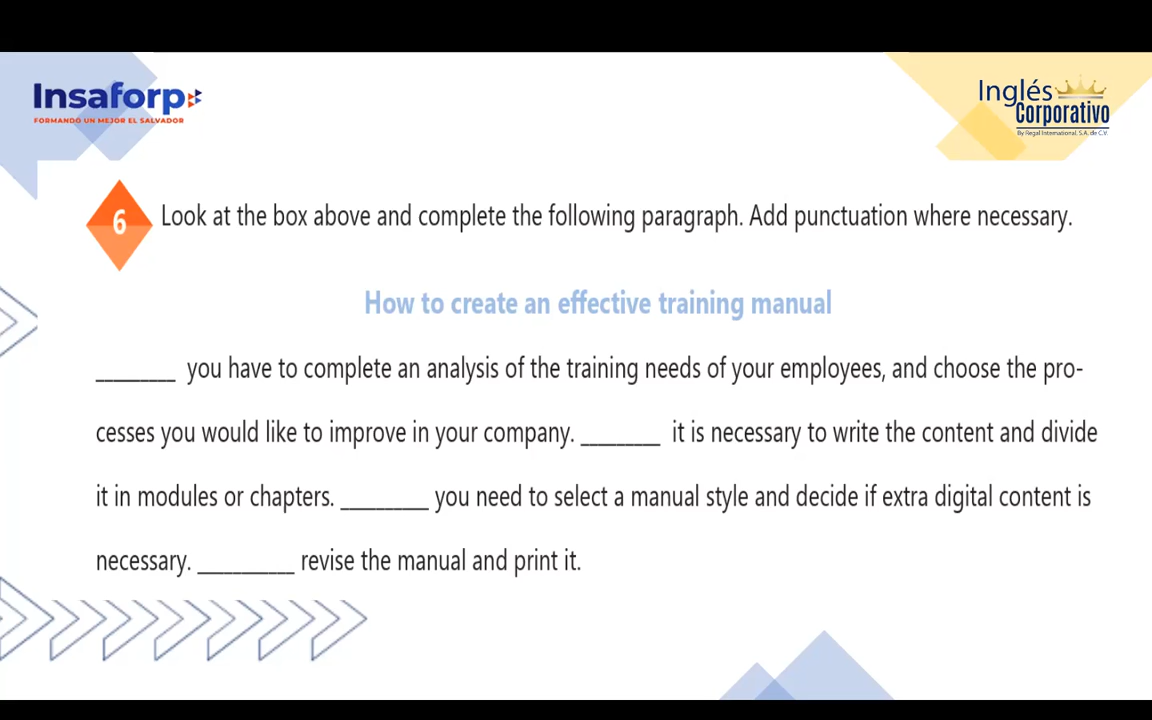 Insaforp
FORMANDO UN MEJOR EL SALVADOR
Inglés
Corporativo
By Regal International, S.A. de C.V.
6
Look at the box above and complete the following paragraph. Add punctuation where necessary.
How to create an effective training manual
_________ you have to complete an analysis of the training needs of your employees, and choose the pro-
cesses you would like to improve in your company. _________ it is necessary to write the content and divide
it in modules or chapters. __________ you need to select a manual style and decide if extra digital content is
necessary. ___________ revise the manual and print it.